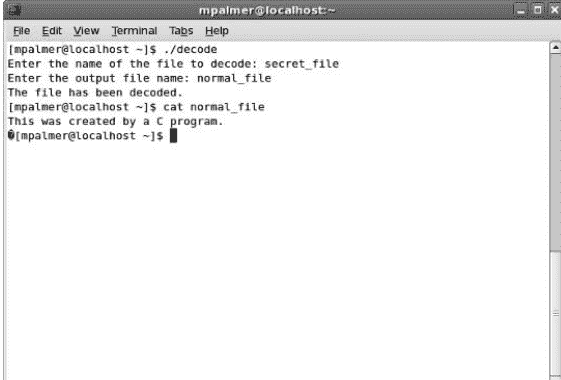 mpalmer@localhost:~
File Edit View Terminal Tabs Help
[mpalmer@localhost ~]$ ./decode
Enter the name of the file to decode: secret_file
Enter the output file name: normal_file
The file has been decoded.
[mpalmer@localhost ~]$ cat normal_file
This was created by a C program.
�[mpalmer@localhost ~]$